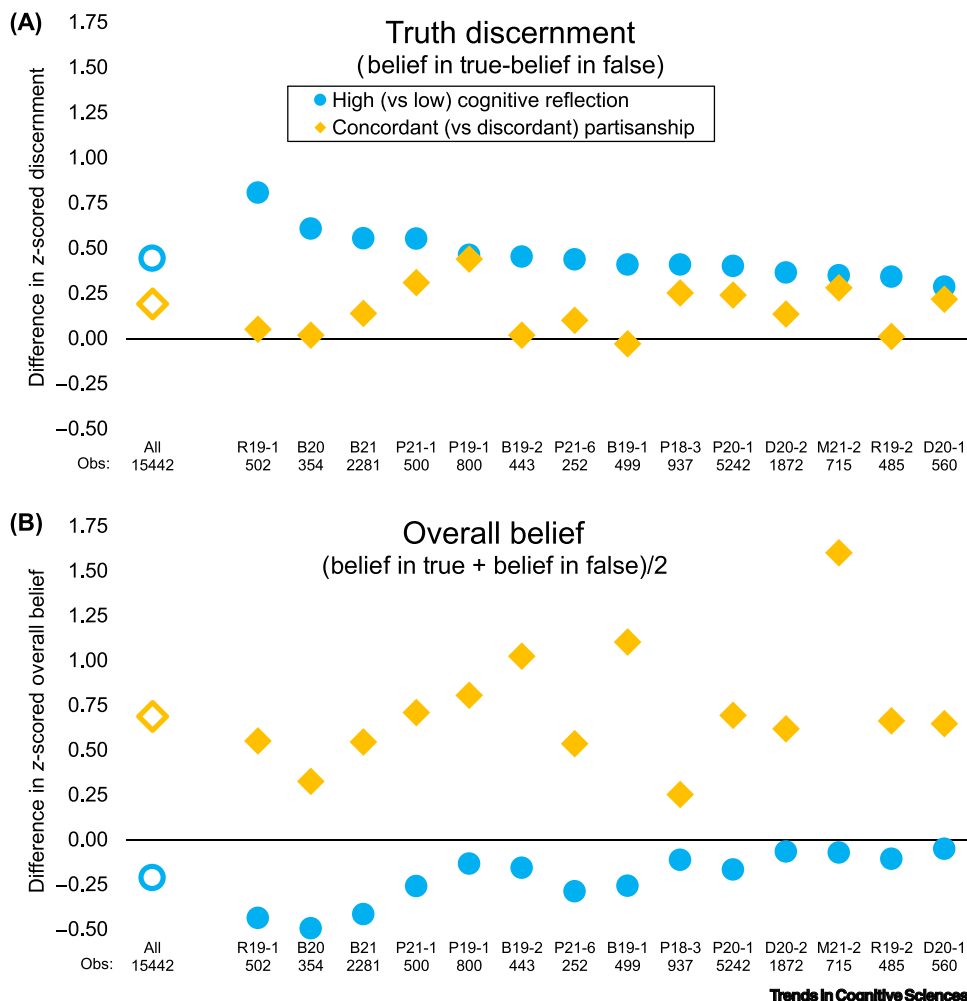 (A)
Truth discernment
(belief in true-belief in false)
High (vs low) cognitive reflection
Concordant (vs discordant) partisanship
Difference in z-scored discernment
1.75
1.50
1.25
1.00
0.75
0.50
0.25
0.00
−0.25
−0.50
All R19-1 B20 B21 P21-1 P19-1 B19-2 P21-6 B19-1 P18-3 P20-1 D20-2 M21-2 R19-2 D20-1
Obs: 15442 502 354 2281 500 800 443 252 499 937 5242 1872 715 485 560
(B)
Overall belief
(belief in true + belief in false)/2
Difference in z-scored overall belief
1.75
1.50
1.25
1.00
0.75
0.50
0.25
0.00
−0.25
−0.50
All R19-1 B20 B21 P21-1 P19-1 B19-2 P21-6 B19-1 P18-3 P20-1 D20-2 M21-2 R19-2 D20-1
Obs: 15442 502 354 2281 500 800 443 252 499 937 5242 1872 715 485 560
Trends in Cognitive Sciences